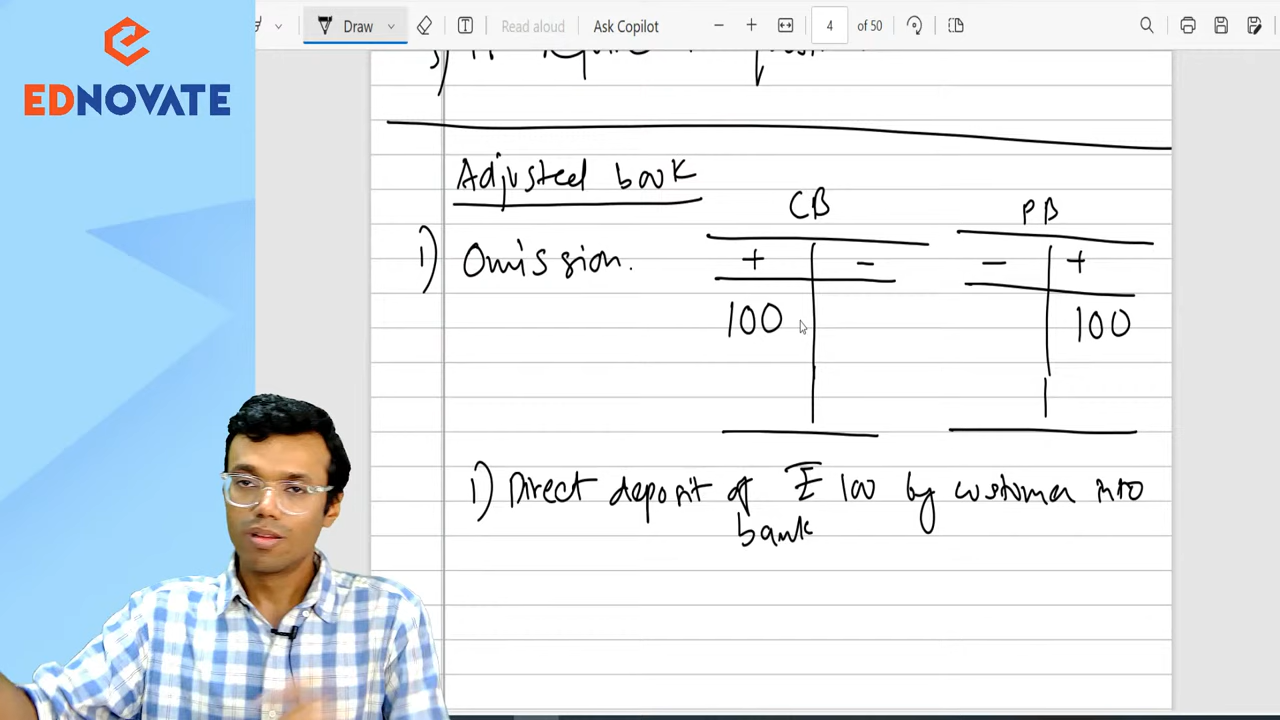 Draw
Read aloud
Ask Copilot
4
of 50
EDNOVATE
Adjusted book
CB
PB
1) Omission.
+
-
-
+
100
100
1) Direct deposit of ₹ 100 by customer into
bank